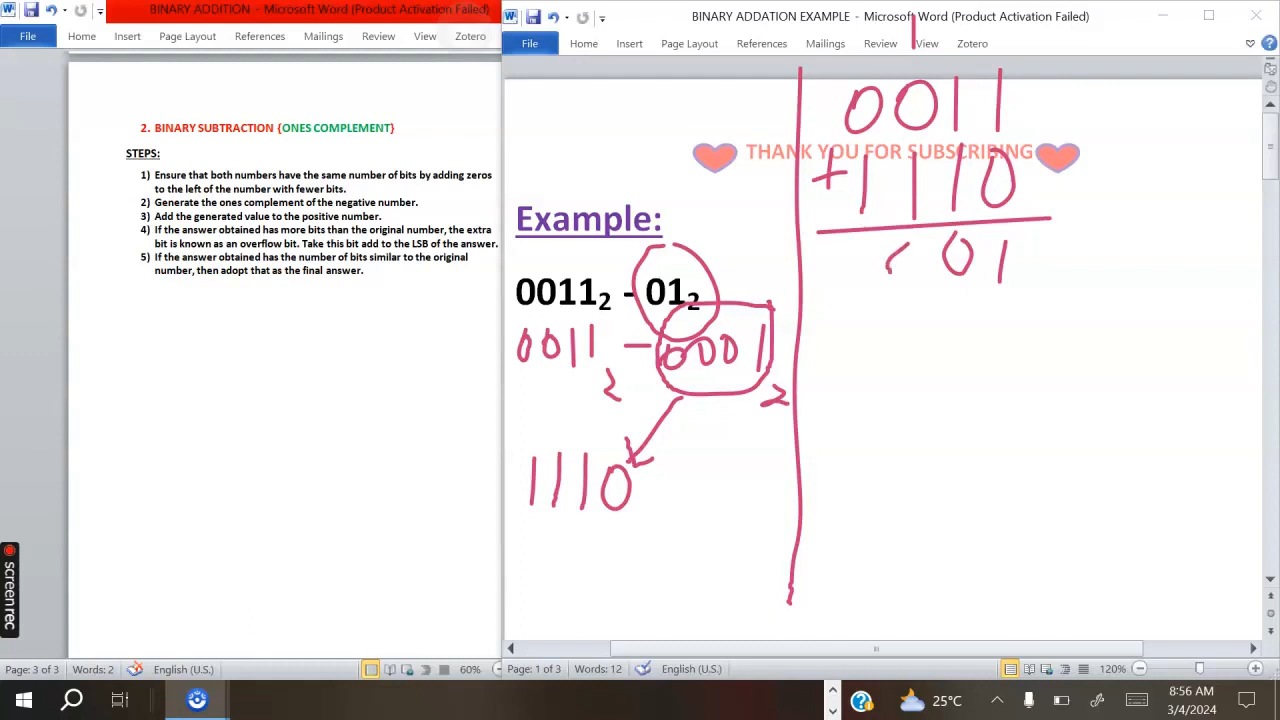 BINARY ADDITION - Microsoft Word (Product Activation Failed)
File Home Insert Page Layout References Mailings Review View Zotero
2. BINARY SUBTRACTION {ONES COMPLEMENT}
STEPS:
1) Ensure that both numbers have the same number of bits by adding zeros
to the left of the number with fewer bits.
2) Generate the ones complement of the negative number.
3) Add the generated value to the positive number.
4) If the answer obtained has more bits than the original number, the extra
bit is known as an overflow bit. Take this bit add to the LSB of the answer.
5) If the answer obtained has the number of bits similar to the original
number, then adopt that as the final answer.
Page: 3 of 3 Words: 2 English (U.S.) 60%
BINARY ADDATION EXAMPLE - Microsoft Word (Product Activation Failed)
File Home Insert Page Layout References Mailings Review View Zotero
THANK YOU FOR SUBSCRIBING
Example:
0011₂ - 01₂
0011₂ - 0001₂
1110
1
0011
+1110
01
Page: 1 of 3 Words: 12 English (U.S.) 120%
screen rec
25°C
8:56 AM
3/4/2024